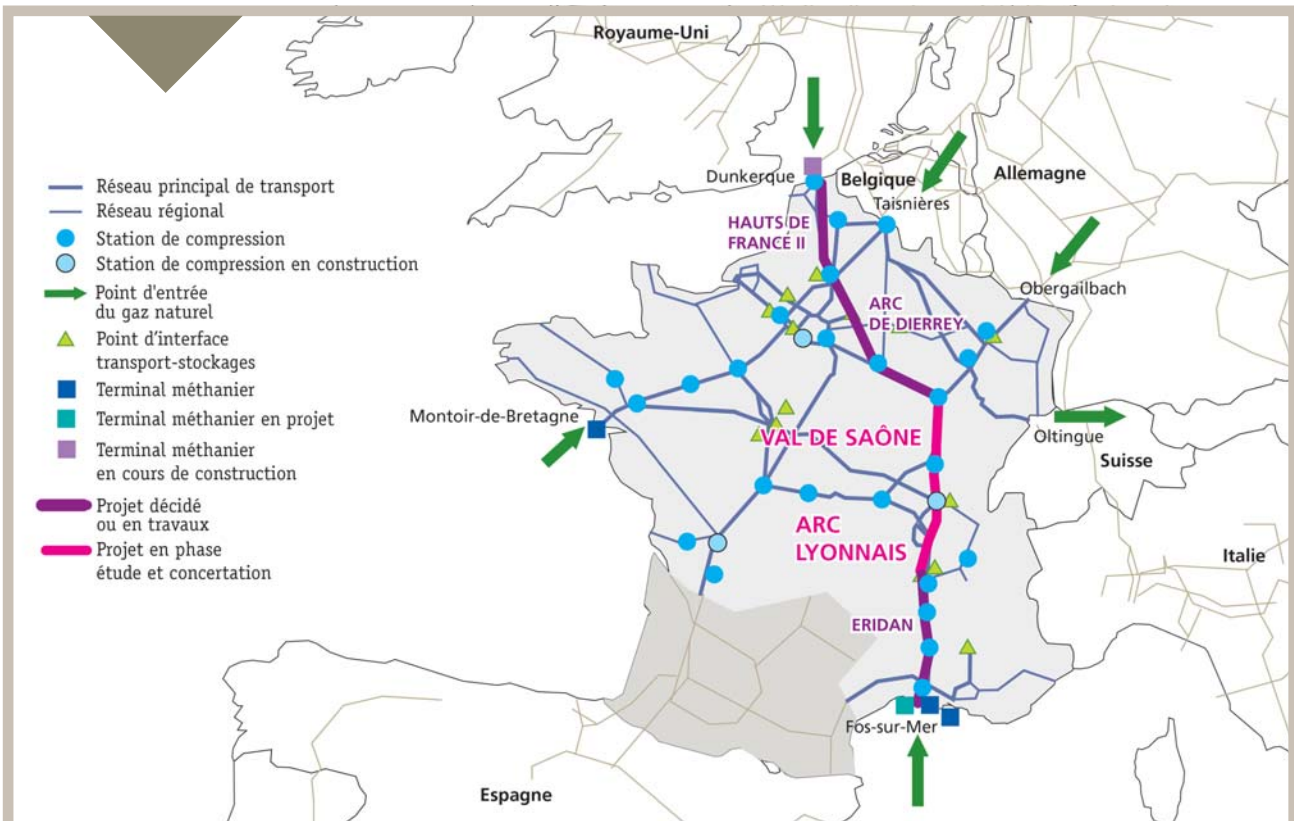 Royaume-Uni
Dunkerque
Belgique
Taisnières
Allemagne
Réseau principal de transport
Réseau régional
Station de compression
Station de compression en construction
Point d'entrée
du gaz naturel
Point d'interface
transport-stockages
Terminal méthanier
Terminal méthanier en projet
Terminal méthanier
en cours de construction
Projet décidé
ou en travaux
Projet en phase
étude et concertation
HAUTS DE
FRANCE II
Obergailbach
ARC
DE DIERREY
Montoir-de-Bretagne
VAL DE SAÔNE
Oltingue
Suisse
ARC
LYONNAIS
Italie
ERIDAN
Fos-sur-Mer
Espagne